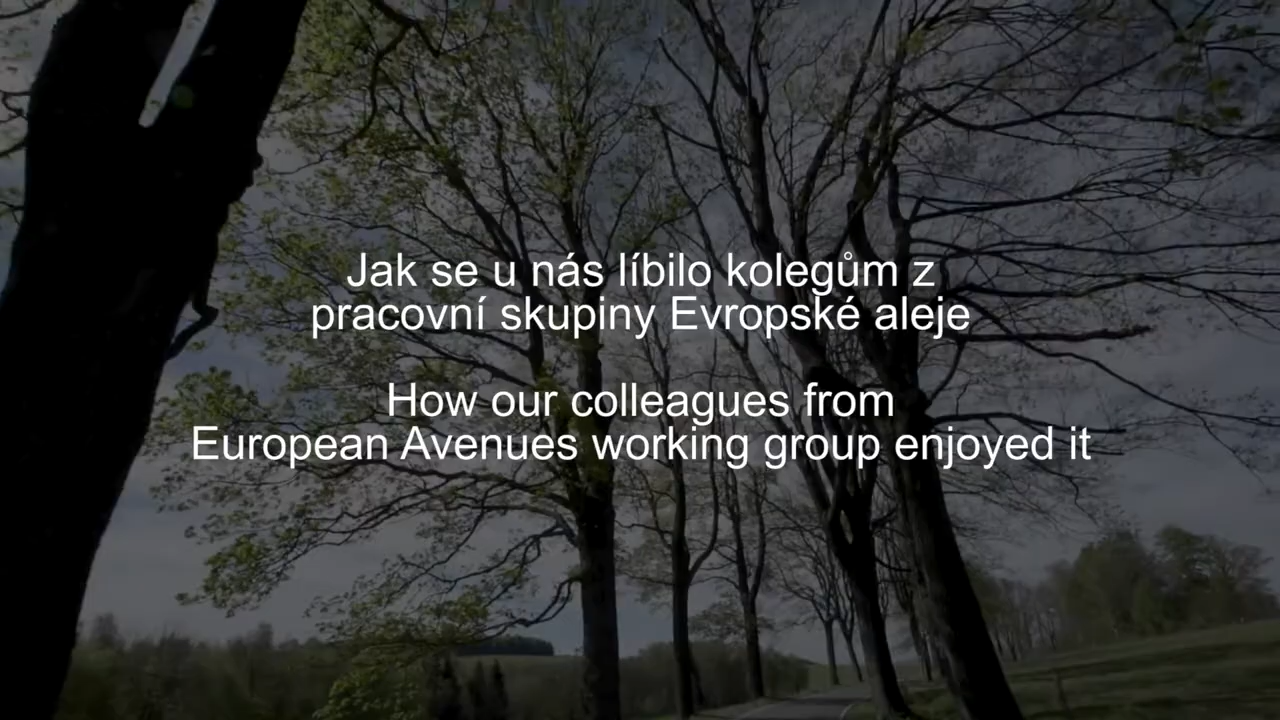 Jak se u nás líbilo kolegům z
pracovní skupiny Evropské aleje
How our colleagues from
European Avenues working group enjoyed it